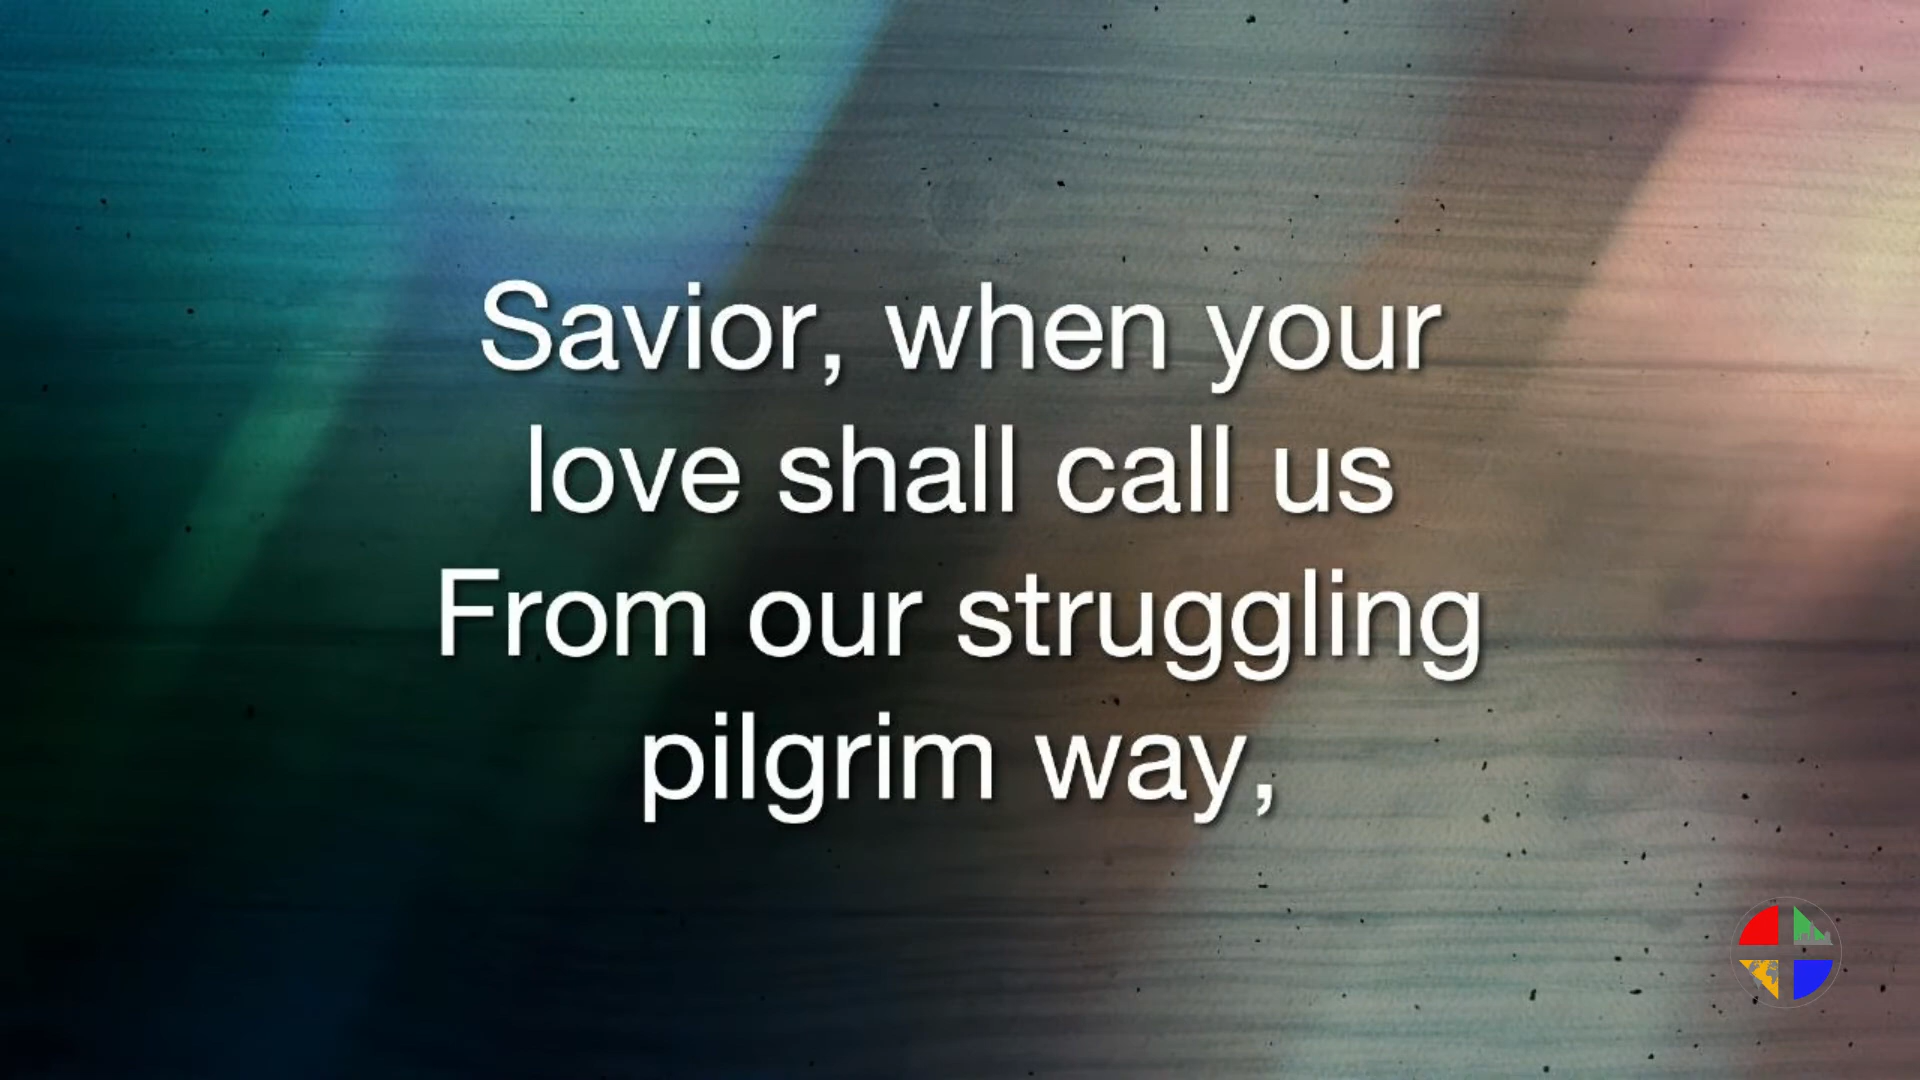 Savior, when your
love shall call us
From our struggling
pilgrim way,